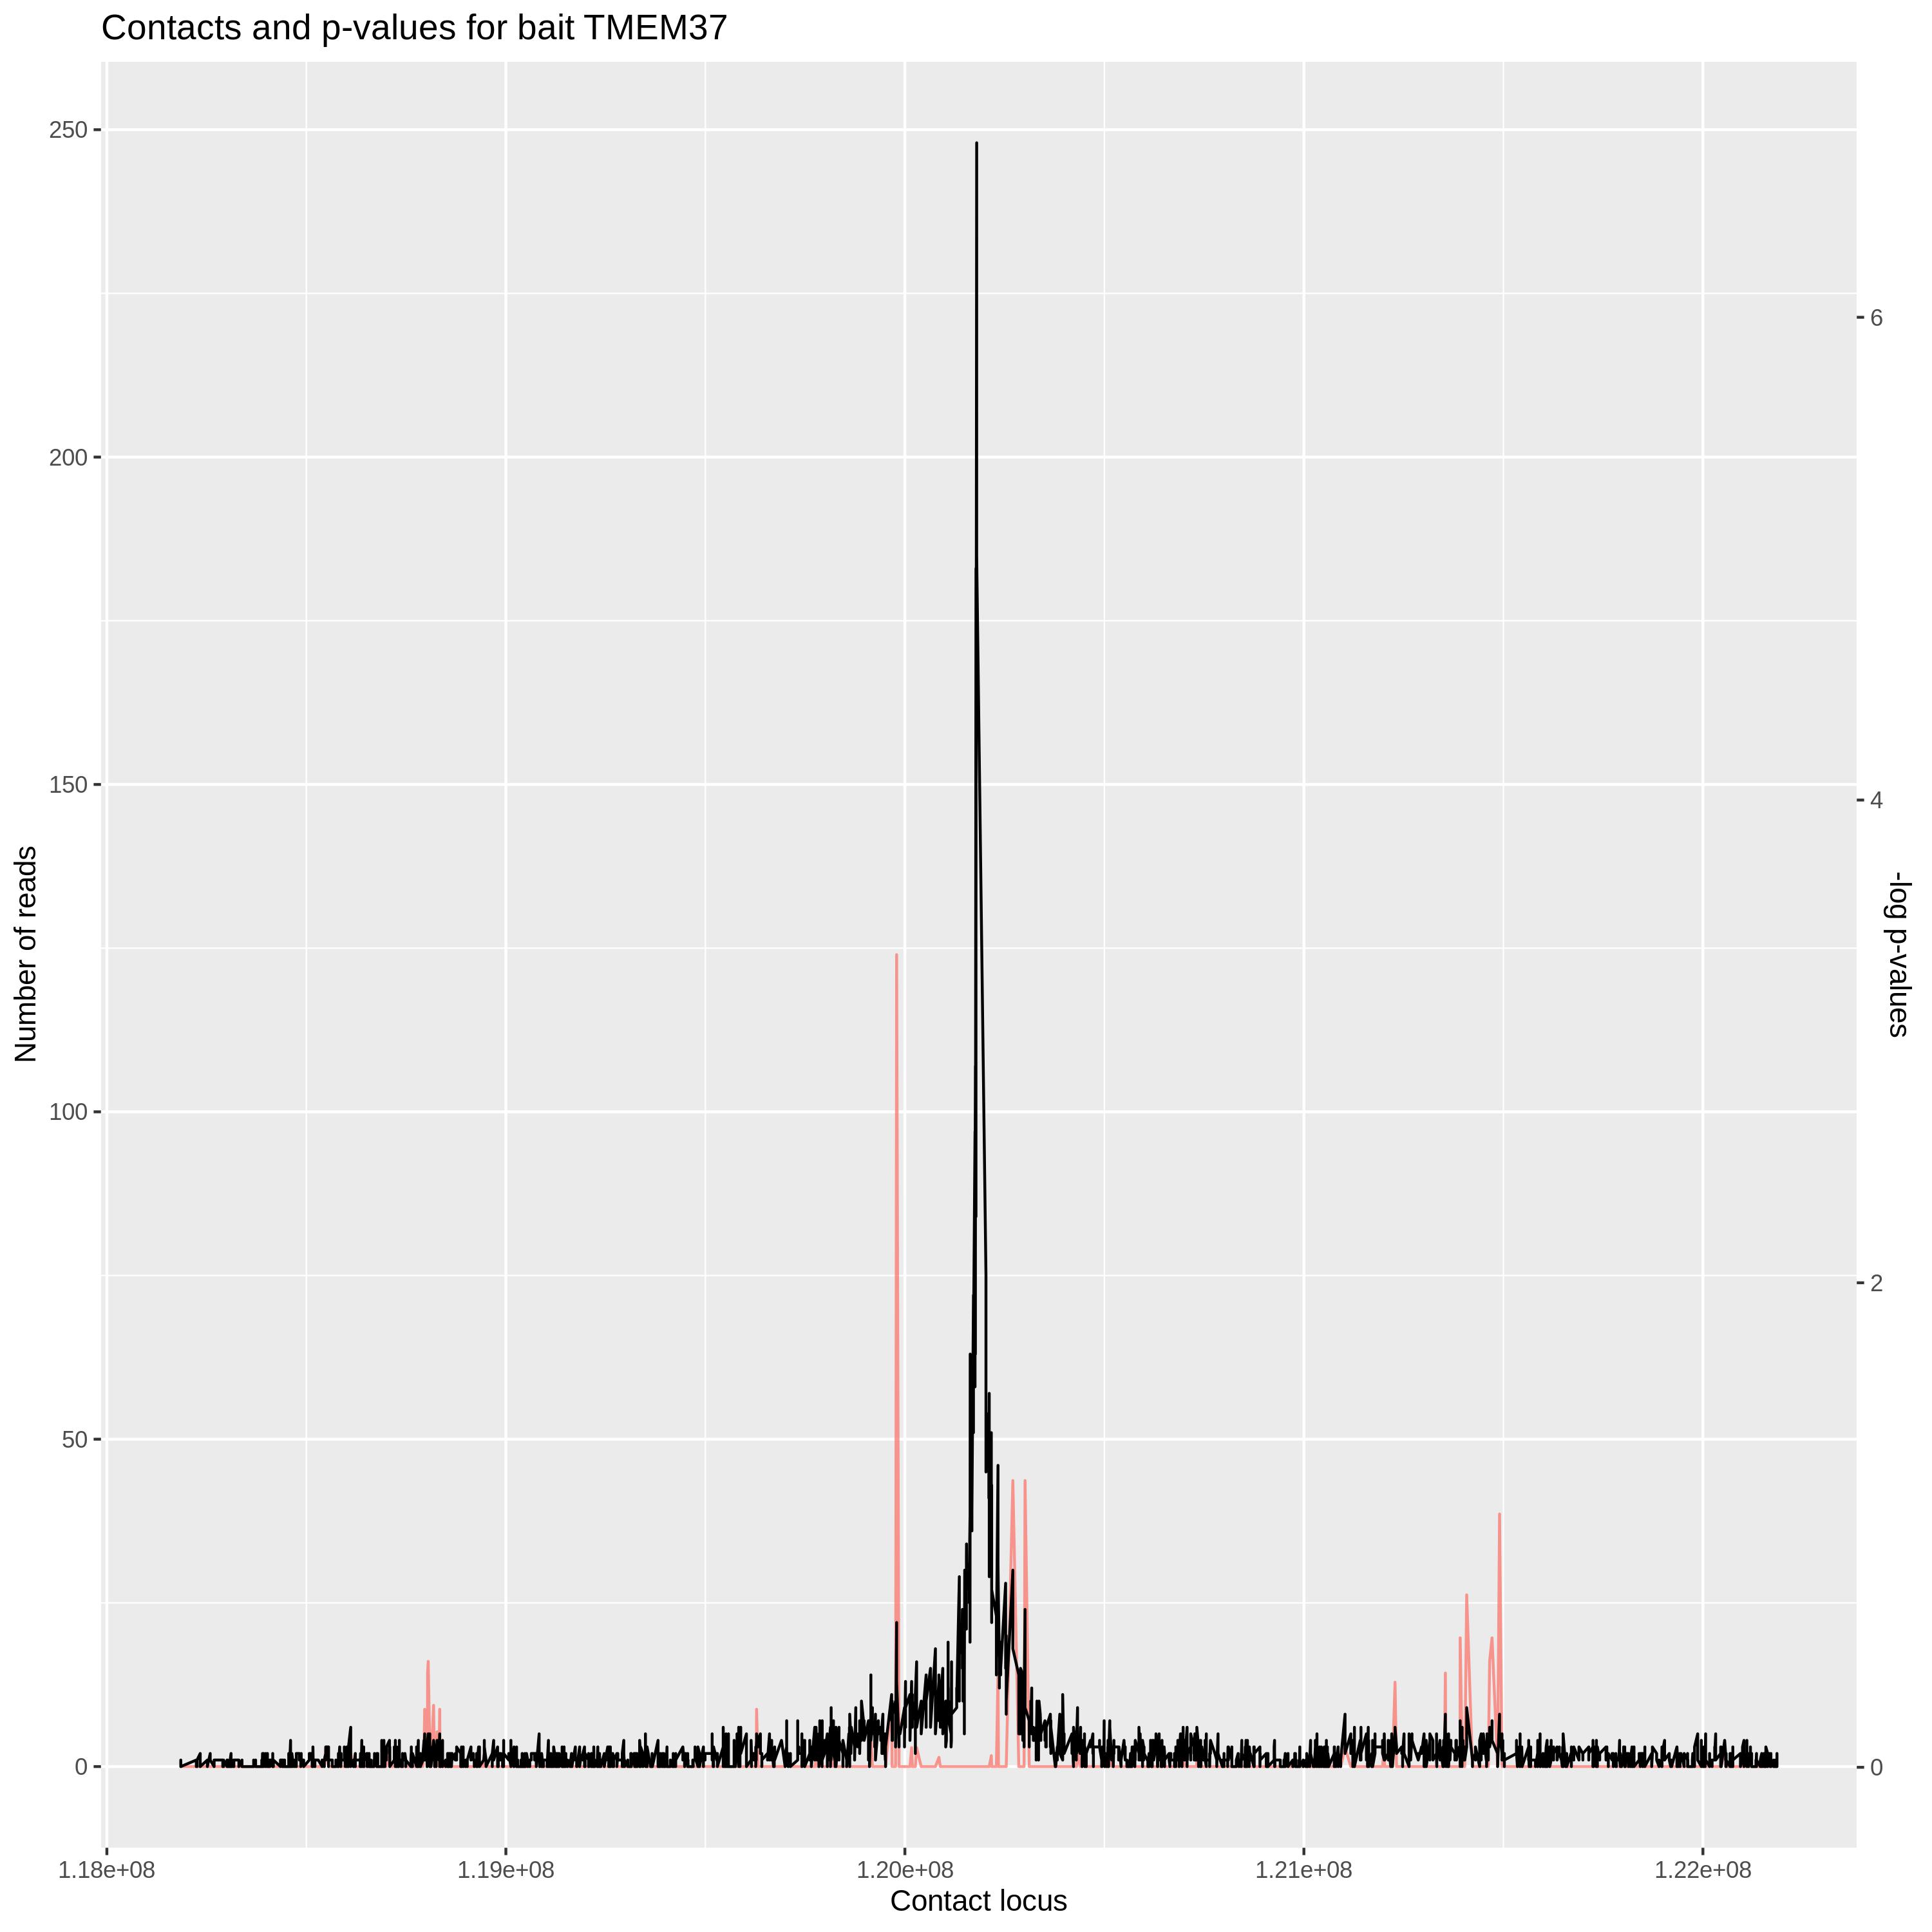 Contacts and p-values for bait TMEM37
250
200
150
100
50
0
Number of reads
6
4
2
0
-log p-values
1.18e+08
1.19e+08
1.20e+08
1.21e+08
1.22e+08
Contact locus